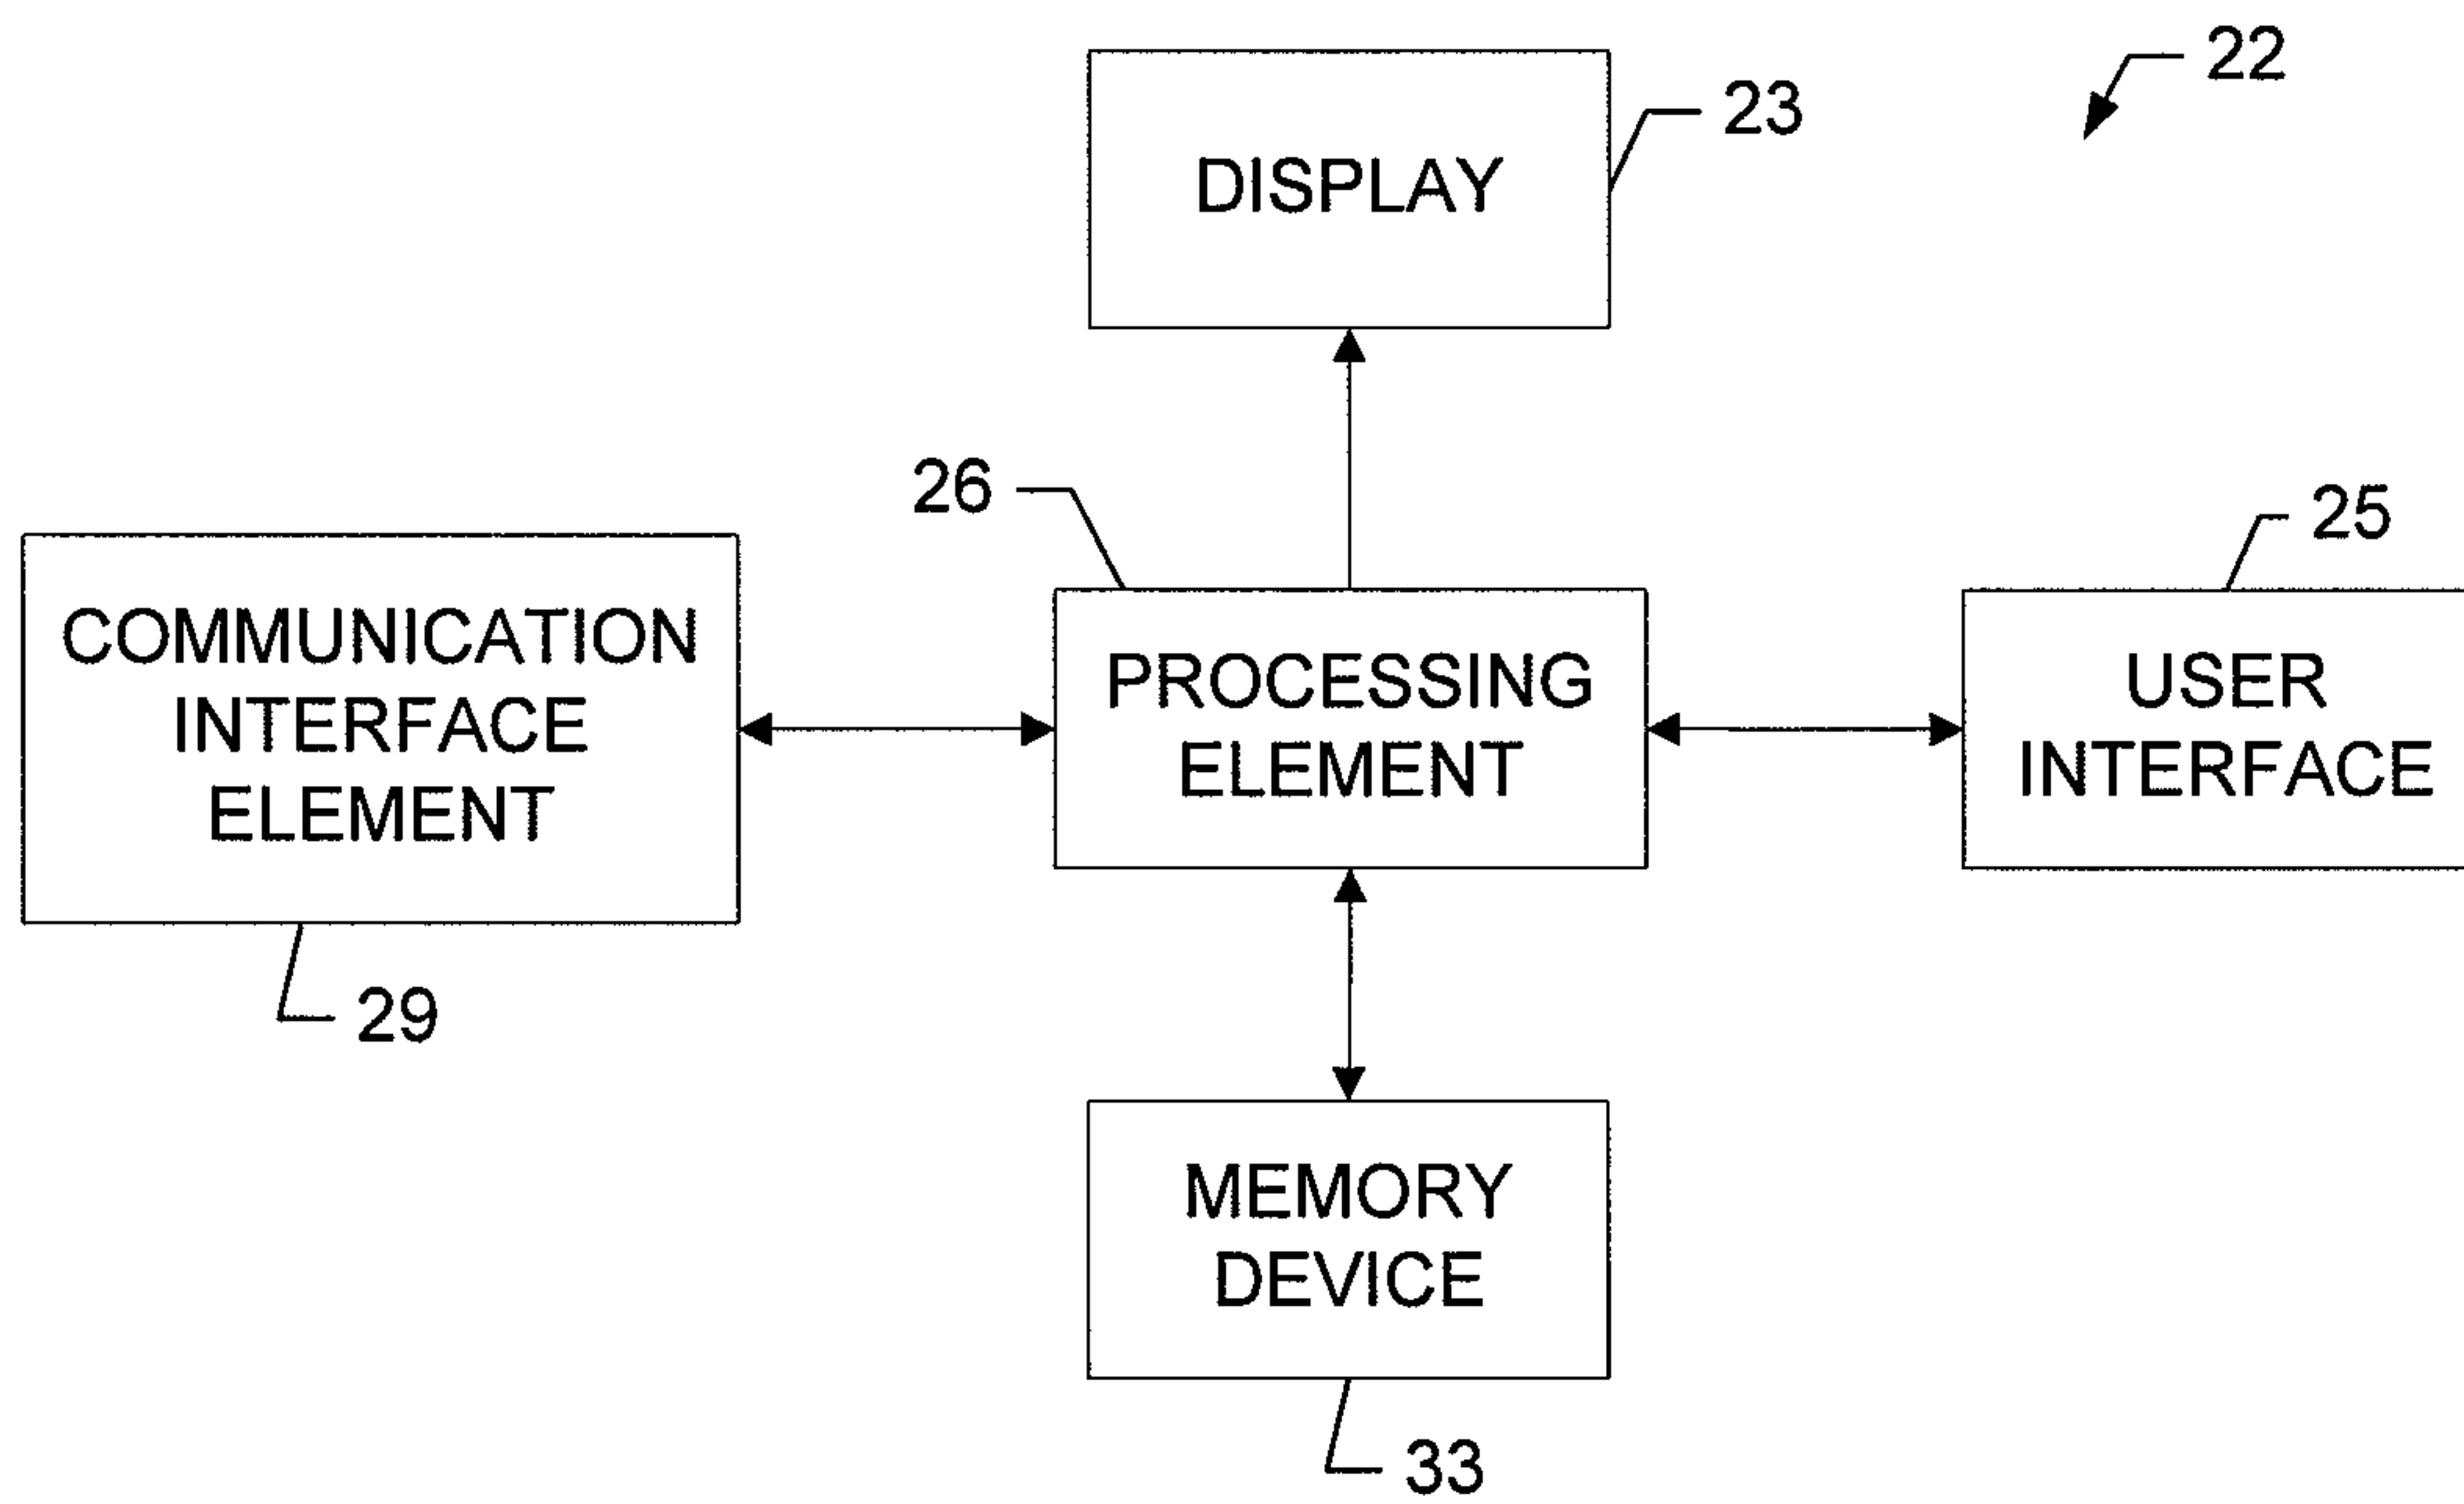 22
23
DISPLAY
26
25
COMMUNICATION
INTERFACE
ELEMENT
PROCESSING
ELEMENT
USER
INTERFACE
29
MEMORY
DEVICE
33